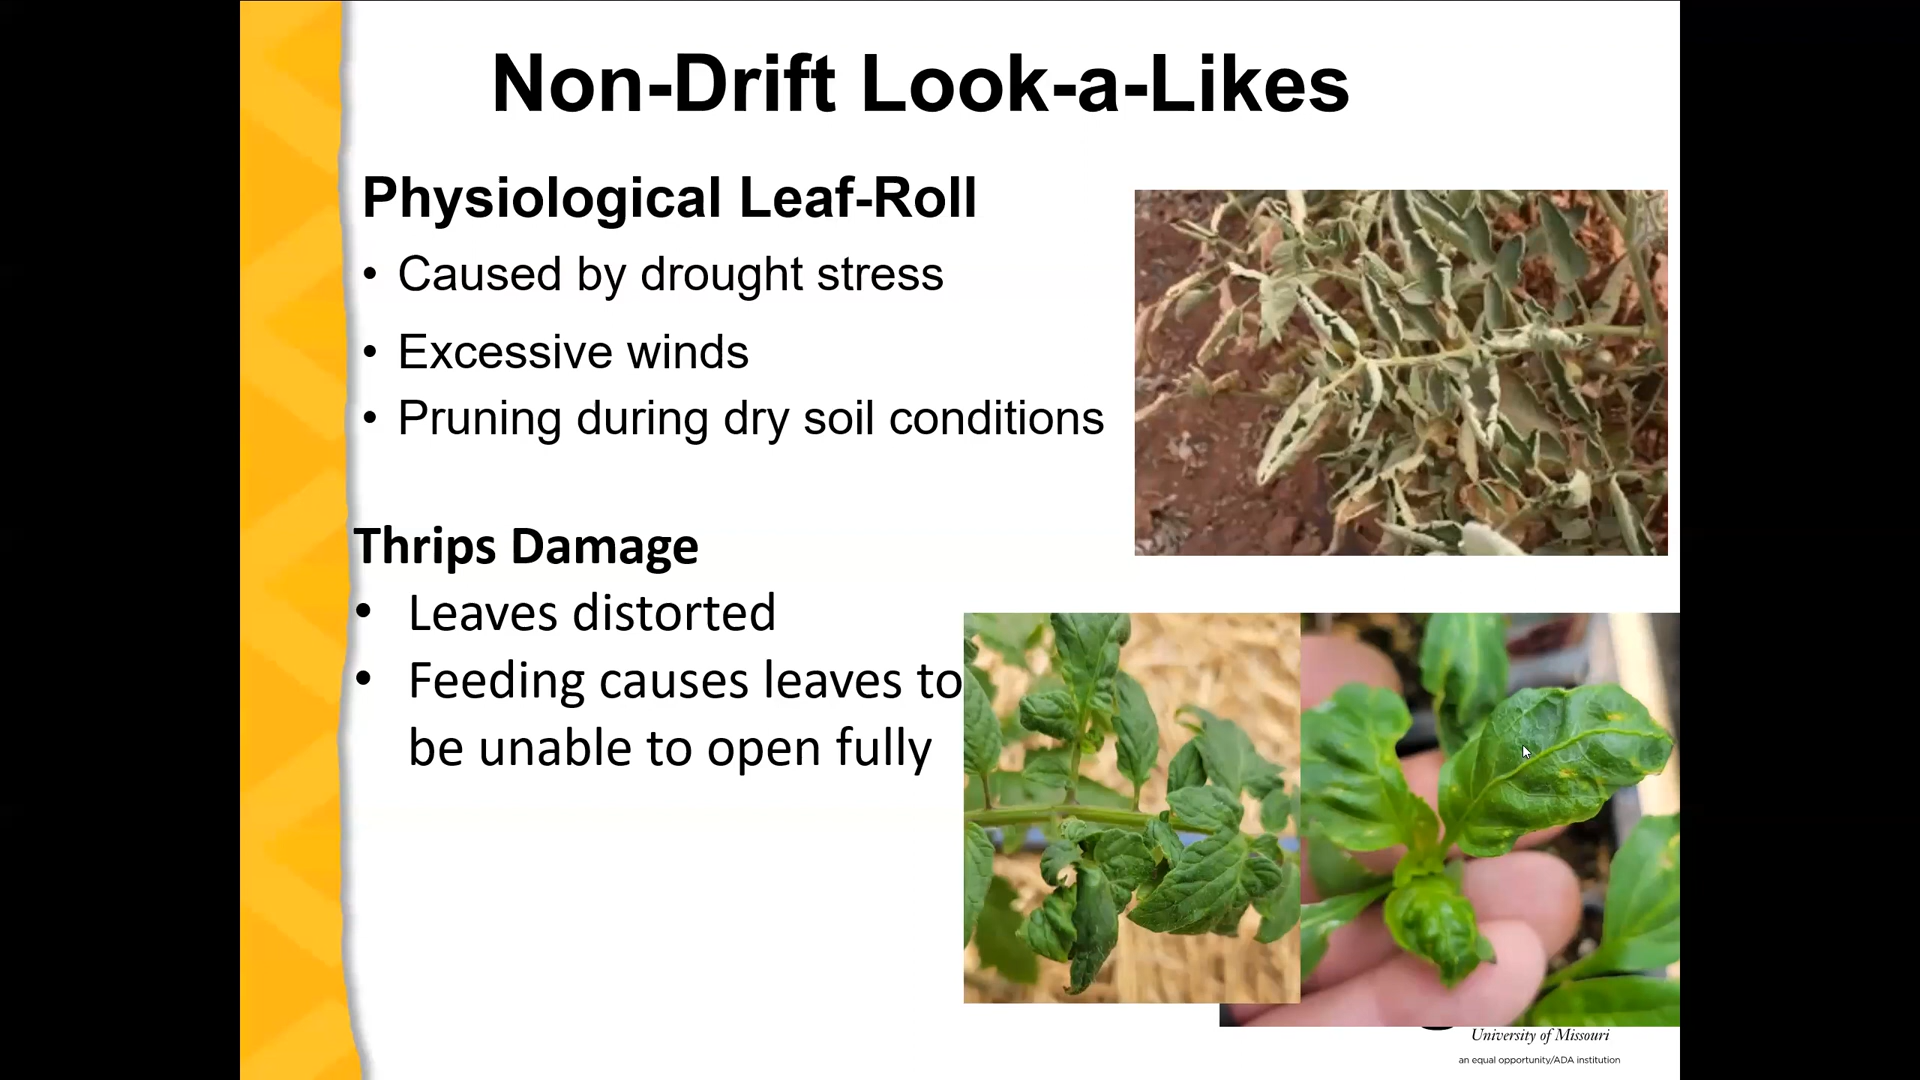 Non-Drift Look-a-Likes
Physiological Leaf-Roll
• Caused by drought stress
• Excessive winds
• Pruning during dry soil conditions
Thrips Damage
• Leaves distorted
• Feeding causes leaves to
be unable to open fully
University of Missouri
an equal opportunity/ADA institution